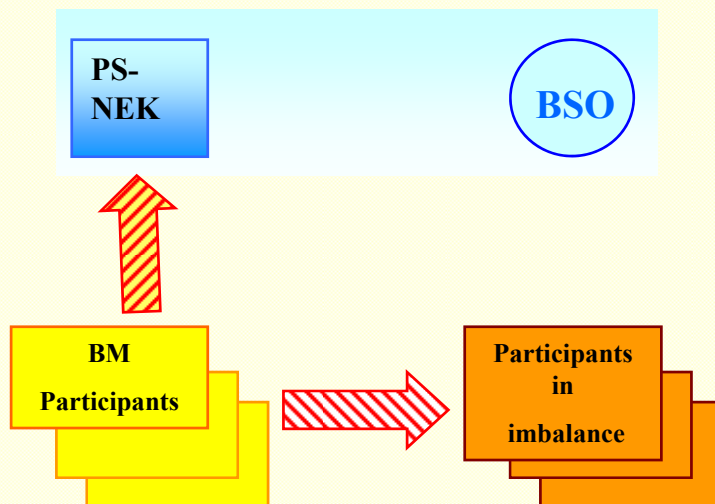 PS-
NEK
BSO
BM
Participants
Participants
in
imbalance